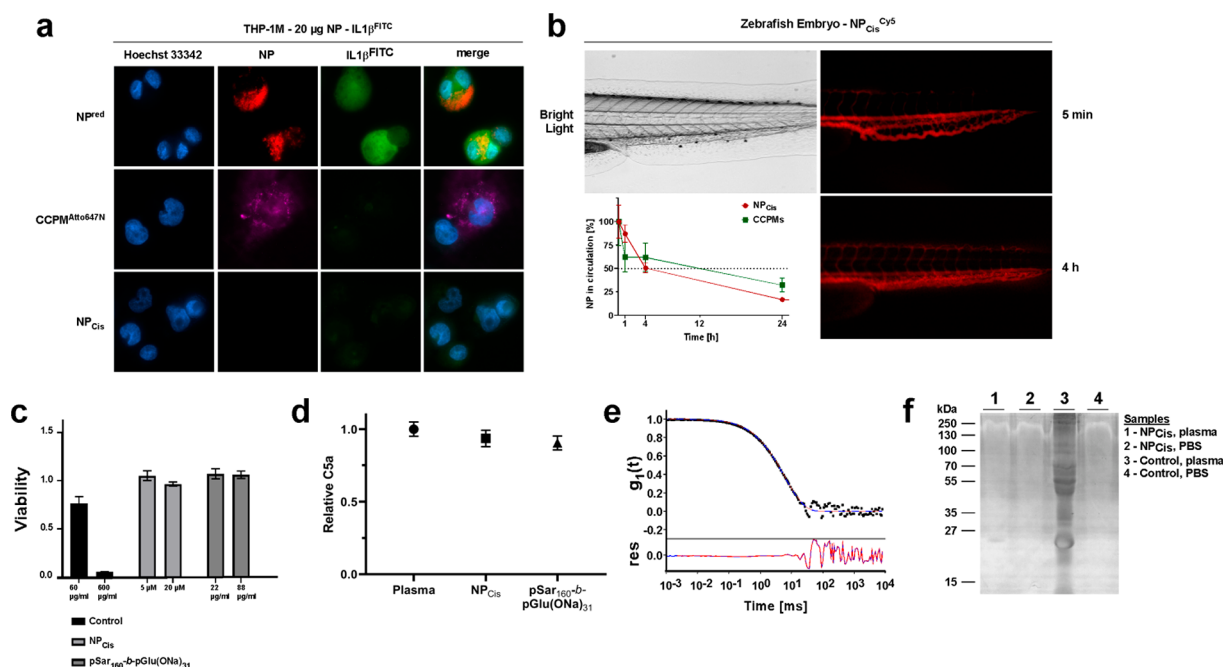 a
THP-1M - 20 µg NP - IL1β^FITC
Hoechst 33342 NP IL1β^FITC merge
NP^red
CCPM^Atto647N
NP_Cis
b
Zebrafish Embryo - NP_Cis^Cy5
Bright
Light
5 min
4 h
NP in circulation [%]
100
75
50
25
0
NP_Cis
CCPMs
1 4 12 24
Time [h]
c
Viability
1.5
1.0
0.5
0.0
60 µg/ml 600 µg/ml 5 µM 20 µM 22 µg/ml 88 µg/ml
Control
NP_Cis
pSar_160-b-pGlu(ONa)_31
d
Relative C5a
1.0
0.5
0.0
Plasma NP_Cis pSar_160-b-
pGlu(ONa)_31
e
g_1(t)
1.0
0.8
0.6
0.4
0.2
0.0
-0.2
res
0.0
10^-3 10^-2 10^-1 10^0 10^1 10^2 10^3 10^4
Time [ms]
f
kDa 1 2 3 4
250
130
100
70
55
35
27
15
Samples
1 - NP_Cis, plasma
2 - NP_Cis, PBS
3 - Control, plasma
4 - Control, PBS